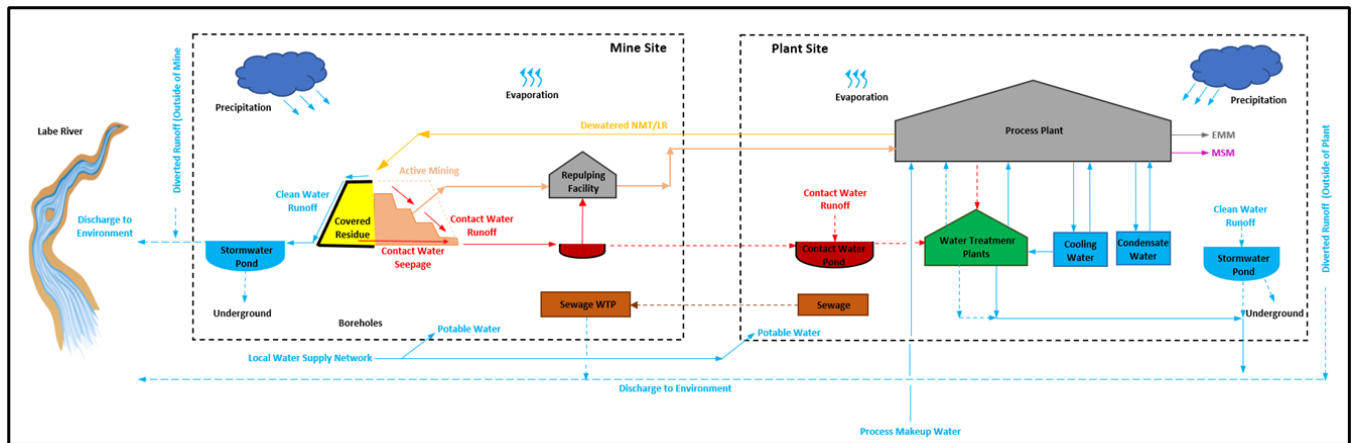 Mine Site
Plant Site
Precipitation
Evaporation
Evaporation
Precipitation
Labe River
Diverted Runoff (Outside of Mine)
Dewatered NMT/LR
Process Plant
EMM
MSM
Active Mining
Repulping
Facility
Clean Water
Runoff
Covered
Residue
Contact Water
Runoff
Contact Water
Seepage
Discharge to
Environment
Stormwater
Pond
Underground
Contact Water
Runoff
Contact Water
Pond
Water Treatmenr
Plants
Cooling
Water
Condensate
Water
Clean Water
Runoff
Stormwater
Pond
Underground
Diverted Runoff (Outside of Plant)
Sewage WTP
Sewage
Boreholes
Potable Water
Potable Water
Local Water Supply Network
Discharge to Environment
Process Makeup Water